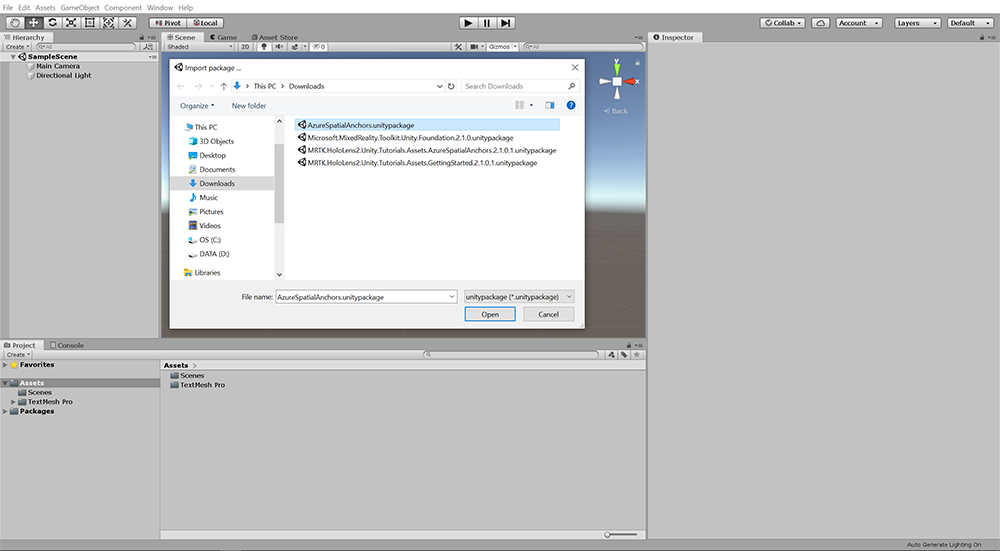 File Edit Assets GameObject Component Window Help
Pivot Local Collab Account Layers Default
Hierarchy
Create All
SampleScene
Main Camera
Directional Light
Scene Game Asset Store
Shaded 2D 0 Gizmos All
Inspector
y
x
Back
Import package ...
This PC > Downloads Search Downloads
Organize New folder
This PC
3D Objects
Desktop
Documents
Downloads
Music
Pictures
Videos
OS (C:)
DATA (D:)
Libraries
AzureSpatialAnchors.unitypackage
Microsoft.MixedReality.Toolkit.Unity.Foundation.2.1.0.unitypackage
MRTK.HoloLens2.Unity.Tutorials.Assets.AzureSpatialAnchors.2.1.0.1.unitypackage
MRTK.HoloLens2.Unity.Tutorials.Assets.GettingStarted.2.1.0.1.unitypackage
File name: AzureSpatialAnchors.unitypackage unitypackage (*.unitypackage)
Open Cancel
Project Console
Create
Favorites
Assets
Scenes
TextMesh Pro
Packages
Assets >
Scenes
TextMesh Pro
Auto Generate Lighting On